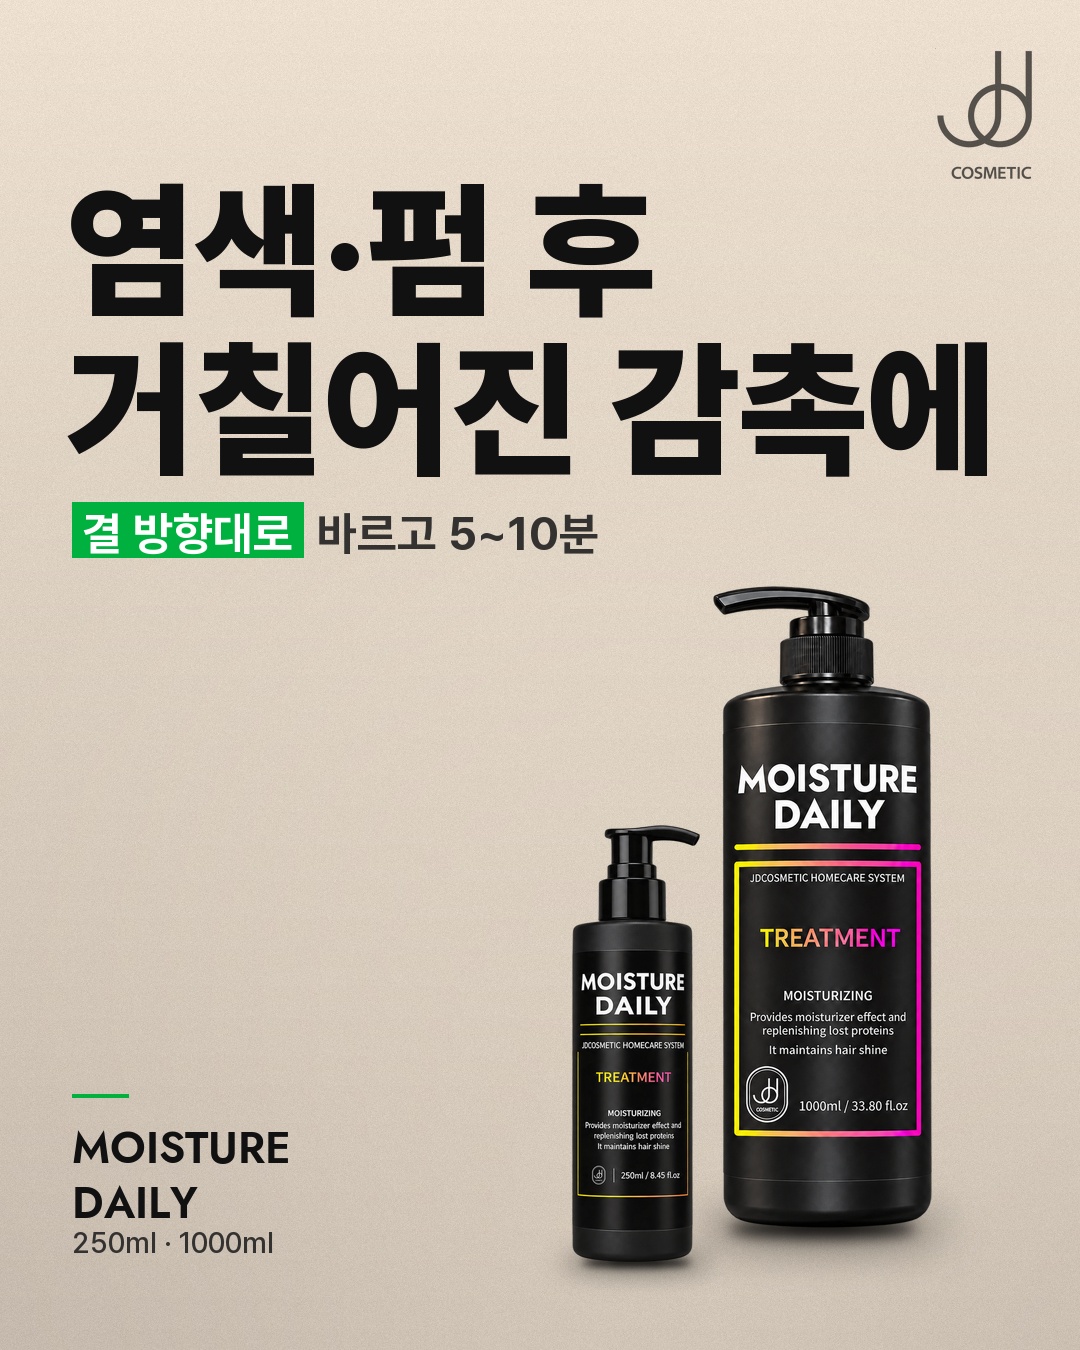 COSMETIC
염색·펌 후
거칠어진 감촉에
결 방향대로 바르고 5~10분
MOISTURE
DAILY
JDCOSMETIC HOMECARE SYSTEM
TREATMENT
MOISTURIZING
Provides moisturizer effect and
replenishing lost proteins
It maintains hair shine
COSMETIC
1000ml / 33.80 fl.oz
MOISTURE
DAILY
JDCOSMETIC HOMECARE SYSTEM
TREATMENT
MOISTURIZING
Provides moisturizer effect and
replenishing lost proteins
It maintains hair shine
250ml / 8.45 fl.oz
MOISTURE
DAILY
250ml · 1000ml